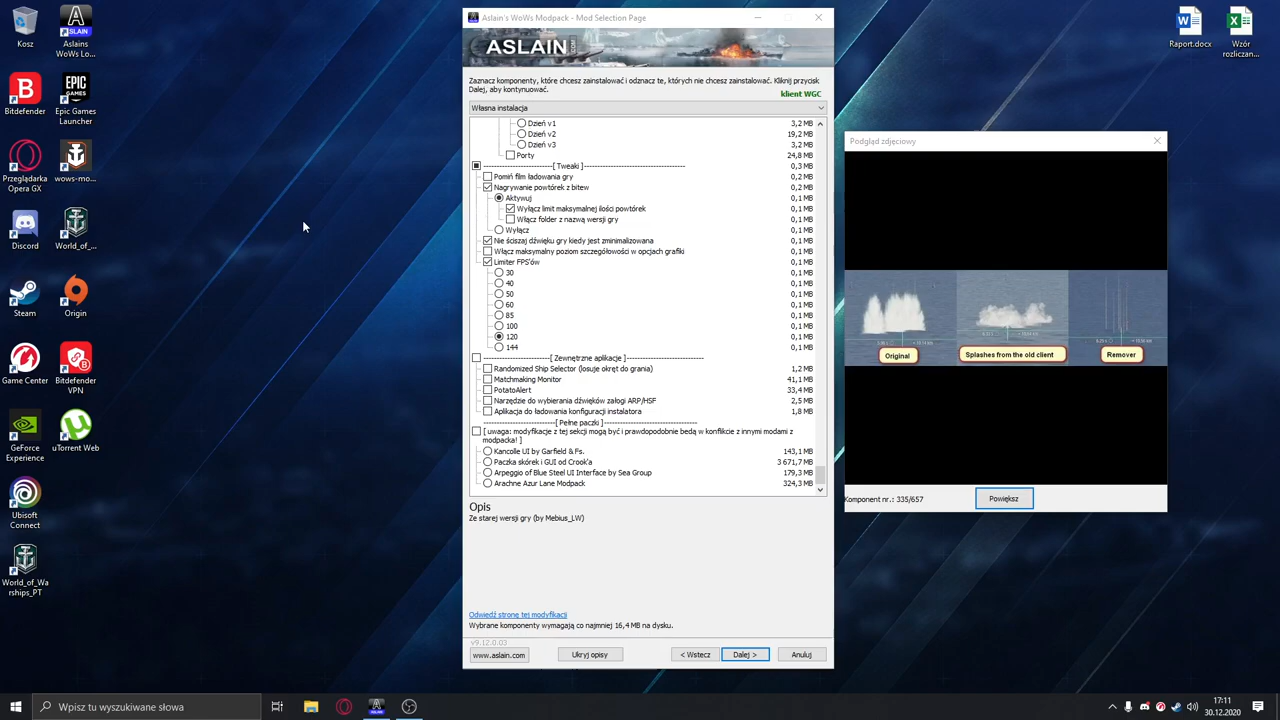 Kosz
Aslains
WoWs Lo...
Bitdefender
Epic Games
Launcher
Przeglądarka
Opera GX
wows-mo...
Discord
World_of_...
Steam
Origin
Game Center
Bitdefender
VPN
GeForce
Experience
uTorrent Web
Ubisoft
Connect
World_of_Wa
rships_PT
Raport.docx
Wzór
rozliczan...
Aslain's WoWs Modpack - Mod Selection Page
ASLAIN.COM
Zaznacz komponenty, które chcesz zainstalować i odznacz te, których nie chcesz zainstalować. Kliknij przycisk
Dalej, aby kontynuować.
klient WGC
Własna instalacja
Dzień v1 3,2 MB
Dzień v2 19,2 MB
Dzień v3 3,2 MB
Porty 24,8 MB
-------------------------[ Tweaki ]------------------------------------ 0,3 MB
Pomiń film ładowania gry 0,2 MB
Nagrywanie powtórek z bitew 0,2 MB
Aktywuj 0,1 MB
Wyłącz limit maksymalnej ilości powtórek 0,1 MB
Włącz folder z nazwą wersji gry 0,1 MB
Wyłącz 0,1 MB
Nie ściszaj dźwięku gry kiedy jest zminimalizowana 0,1 MB
Włącz maksymalny poziom szczegółowości w opcjach grafiki 0,1 MB
Limiter FPS'ów 0,1 MB
30 0,1 MB
40 0,1 MB
50 0,1 MB
60 0,1 MB
85 0,1 MB
100 0,1 MB
120 0,1 MB
144 0,1 MB
------------------------[ Zewnętrzne aplikacje ]---------------------------
Randomized Ship Selector (losuje okręt do grania) 1,2 MB
Matchmaking Monitor 41,1 MB
PotatoAlert 33,4 MB
Narzędzie do wybierania dźwięków załogi ARP/HSF 2,5 MB
Aplikacja do ładowania konfiguracji instalatora 1,8 MB
--------------------------[ Pełne paczki ]---------------------------------
[ uwaga: modyfikacje z tej sekcji mogą być i prawdopodobnie bedą w konflikcie z innymi modami z
modpacka! ]
Kancolle UI by Garfield & Fs. 143,1 MB
Paczka skórek i GUI od Crook'a 3 671,7 MB
Arpeggio of Blue Steel UI Interface by Sea Group 179,3 MB
Arachne Azur Lane Modpack 324,3 MB
Opis
Ze starej wersji gry (by Mebius_LW)
Odwiedź stronę tej modyfikacji
Wybrane komponenty wymagają co najmniej 16,4 MB na dysku.
v9.12.0.03
www.aslain.com
Ukryj opisy
< Wstecz
Dalej >
Anuluj
Podgląd zdjęciowy
Original
Splashes from the old client
Remover
Komponent nr.: 335/657
Powiększ
Wpisz tu wyszukiwane słowa
17:11
30.12.2020